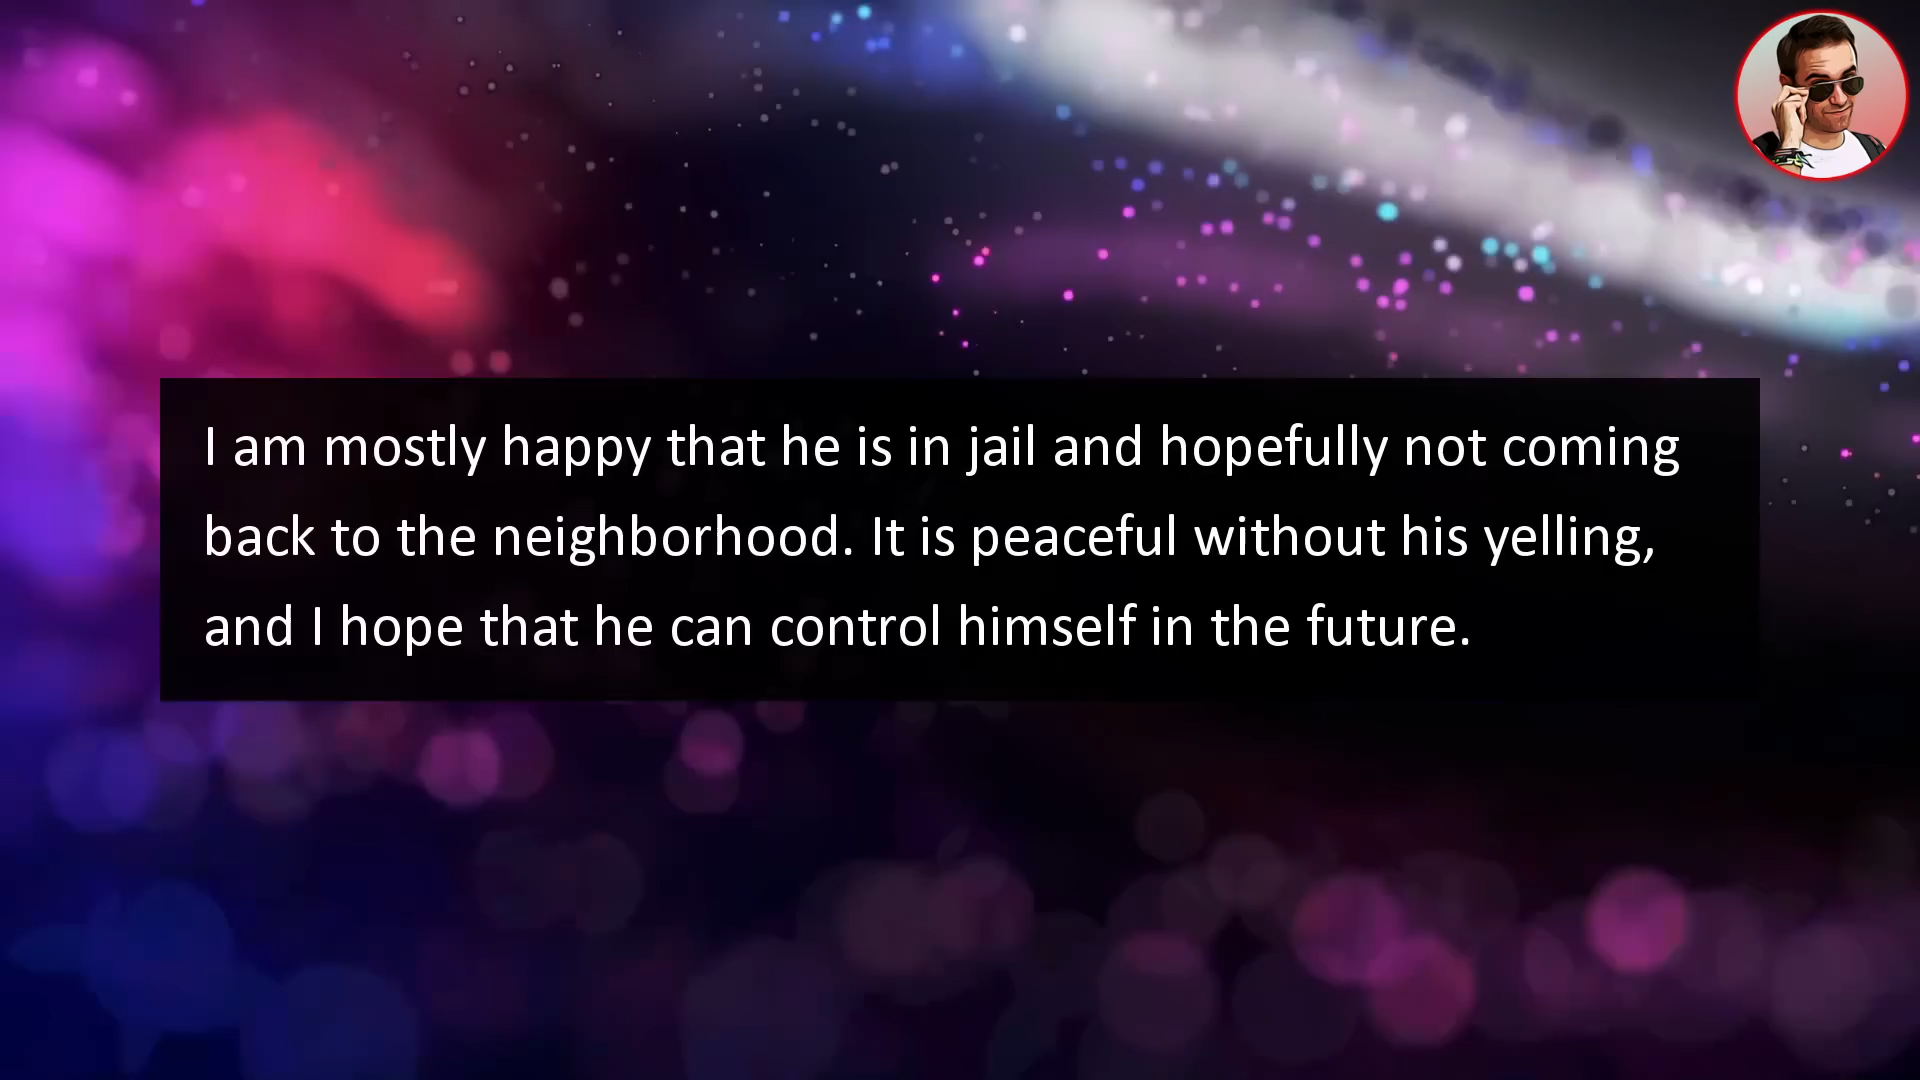 I am mostly happy that he is in jail and hopefully not coming
back to the neighborhood. It is peaceful without his yelling,
and I hope that he can control himself in the future.